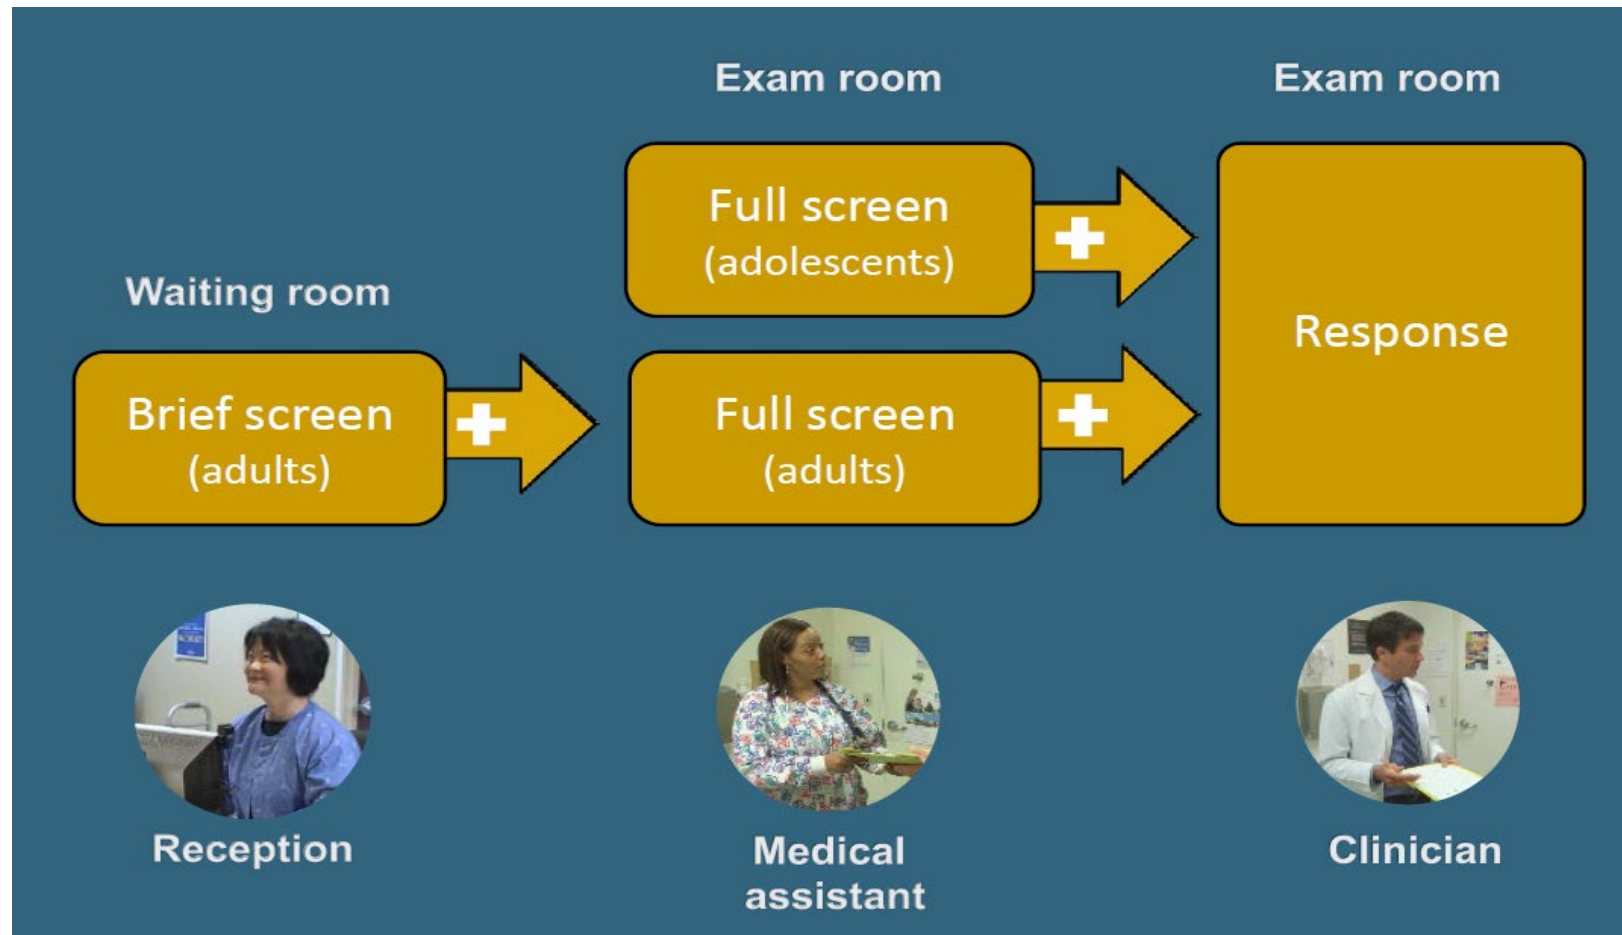 Exam room
Exam room
Full screen
(adolescents)
Waiting room
Response
Brief screen
(adults)
Full screen
(adults)
Reception
Medical
assistant
Clinician